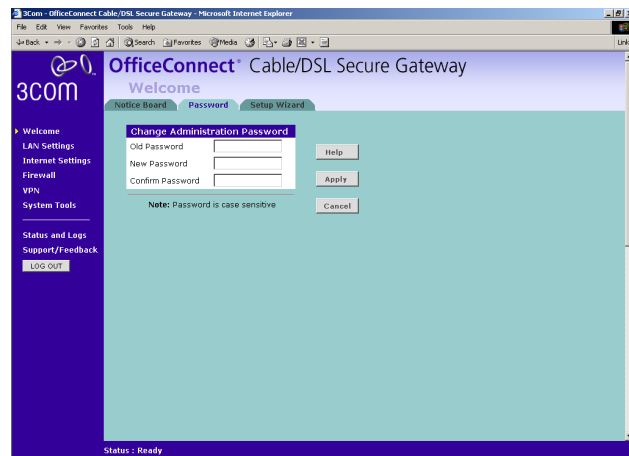 3Com - OfficeConnect Cable/DSL Secure Gateway - Microsoft Internet Explorer
File Edit View Favorites Tools Help
Back Search Favorites Media Link
3COM
OfficeConnect Cable/DSL Secure Gateway
Welcome
Notice Board Password Setup Wizard
Welcome
LAN Settings
Internet Settings
Firewall
VPN
System Tools
Status and Logs
Support/Feedback
LOG OUT
Change Administration Password
Old Password
New Password
Confirm Password
Note: Password is case sensitive
Help
Apply
Cancel
Status : Ready